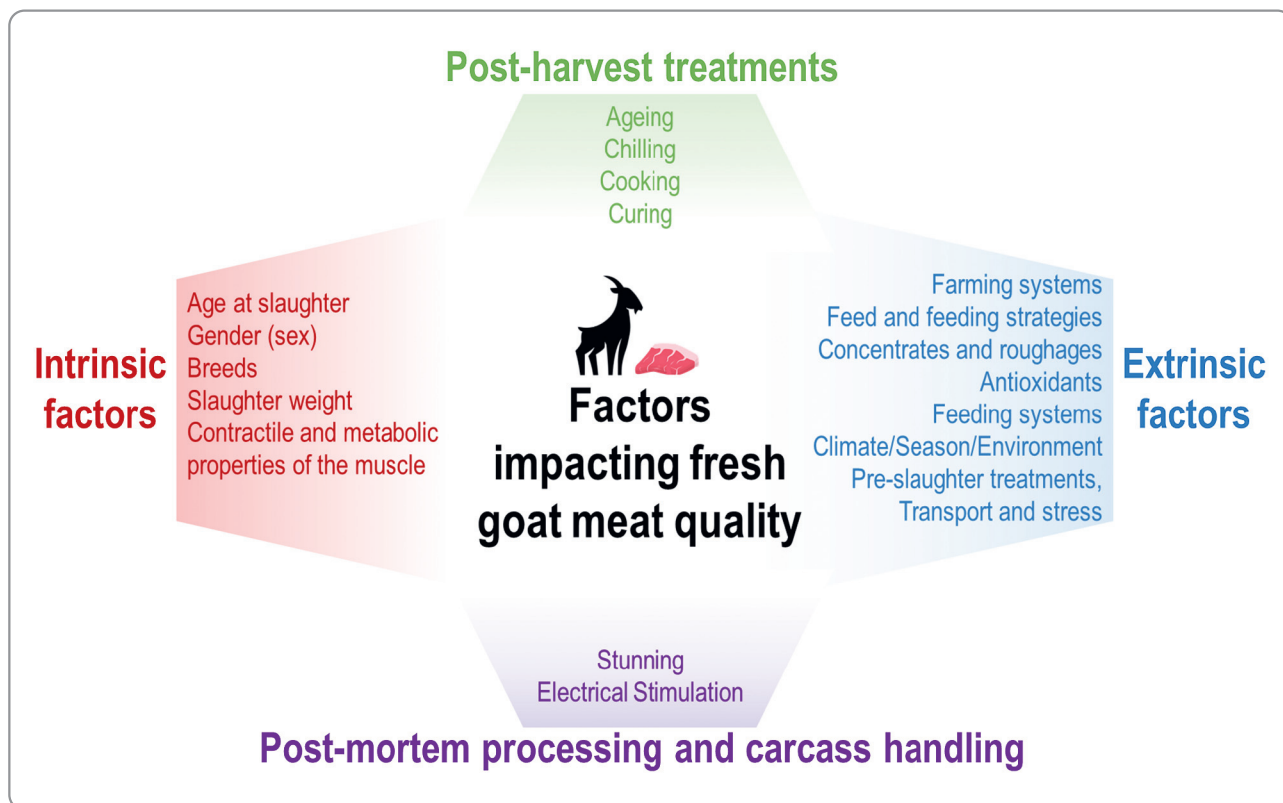 Post-harvest treatments
Ageing
Chilling
Cooking
Curing
Intrinsic
factors
Age at slaughter
Gender (sex)
Breeds
Slaughter weight
Contractile and metabolic
properties of the muscle
Factors
impacting fresh
goat meat quality
Farming systems
Feed and feeding strategies
Concentrates and roughages
Antioxidants
Feeding systems
Climate/Season/Environment
Pre-slaughter treatments,
Transport and stress
Extrinsic
factors
Stunning
Electrical Stimulation
Post-mortem processing and carcass handling